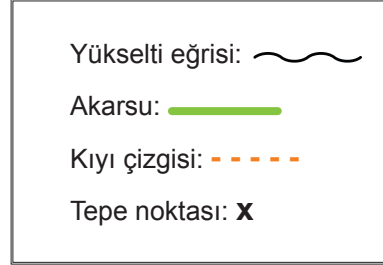 Yükselti eğrisi:
Akarsu:
Kıyı çizgisi:
Tepe noktası: x